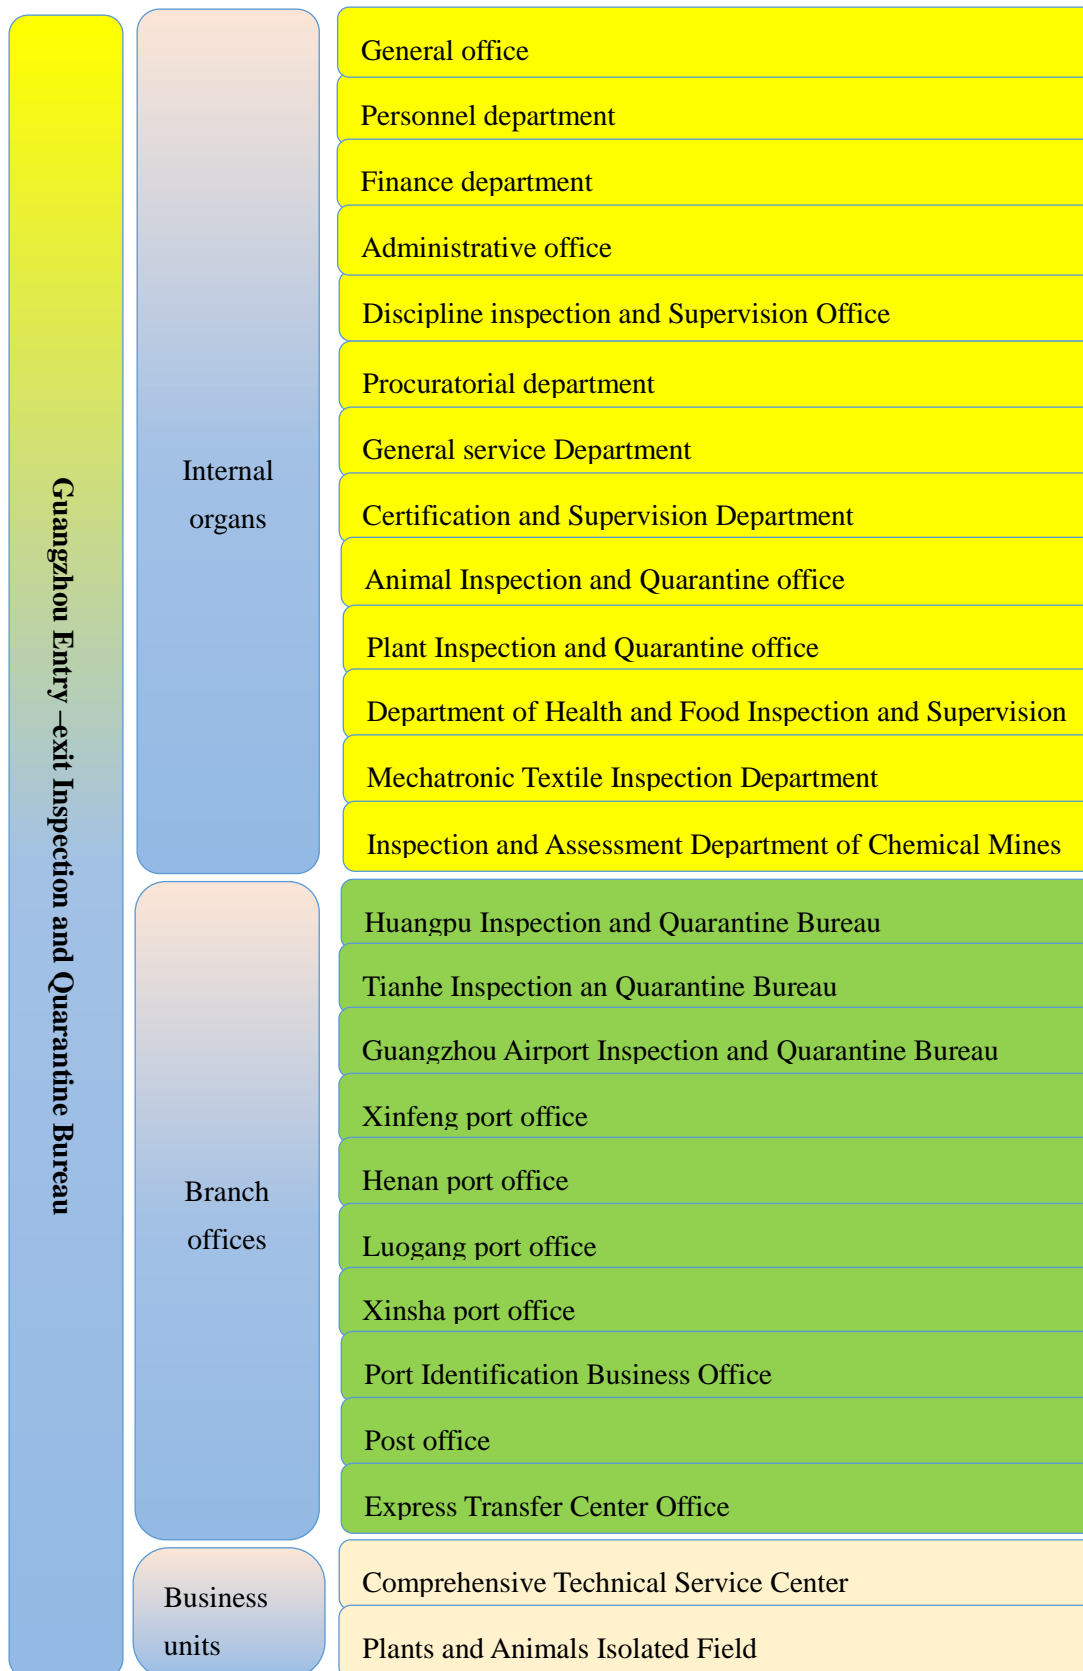 Guangzhou Entry –exit Inspection and Quarantine Bureau
Internal
organs
General office
Personnel department
Finance department
Administrative office
Discipline inspection and Supervision Office
Procuratorial department
General service Department
Certification and Supervision Department
Animal Inspection and Quarantine office
Plant Inspection and Quarantine office
Department of Health and Food Inspection and Supervision
Mechatronic Textile Inspection Department
Inspection and Assessment Department of Chemical Mines
Branch
offices
Huangpu Inspection and Quarantine Bureau
Tianhe Inspection an Quarantine Bureau
Guangzhou Airport Inspection and Quarantine Bureau
Xinfeng port office
Henan port office
Luogang port office
Xinsha port office
Port Identification Business Office
Post office
Express Transfer Center Office
Business
units
Comprehensive Technical Service Center
Plants and Animals Isolated Field